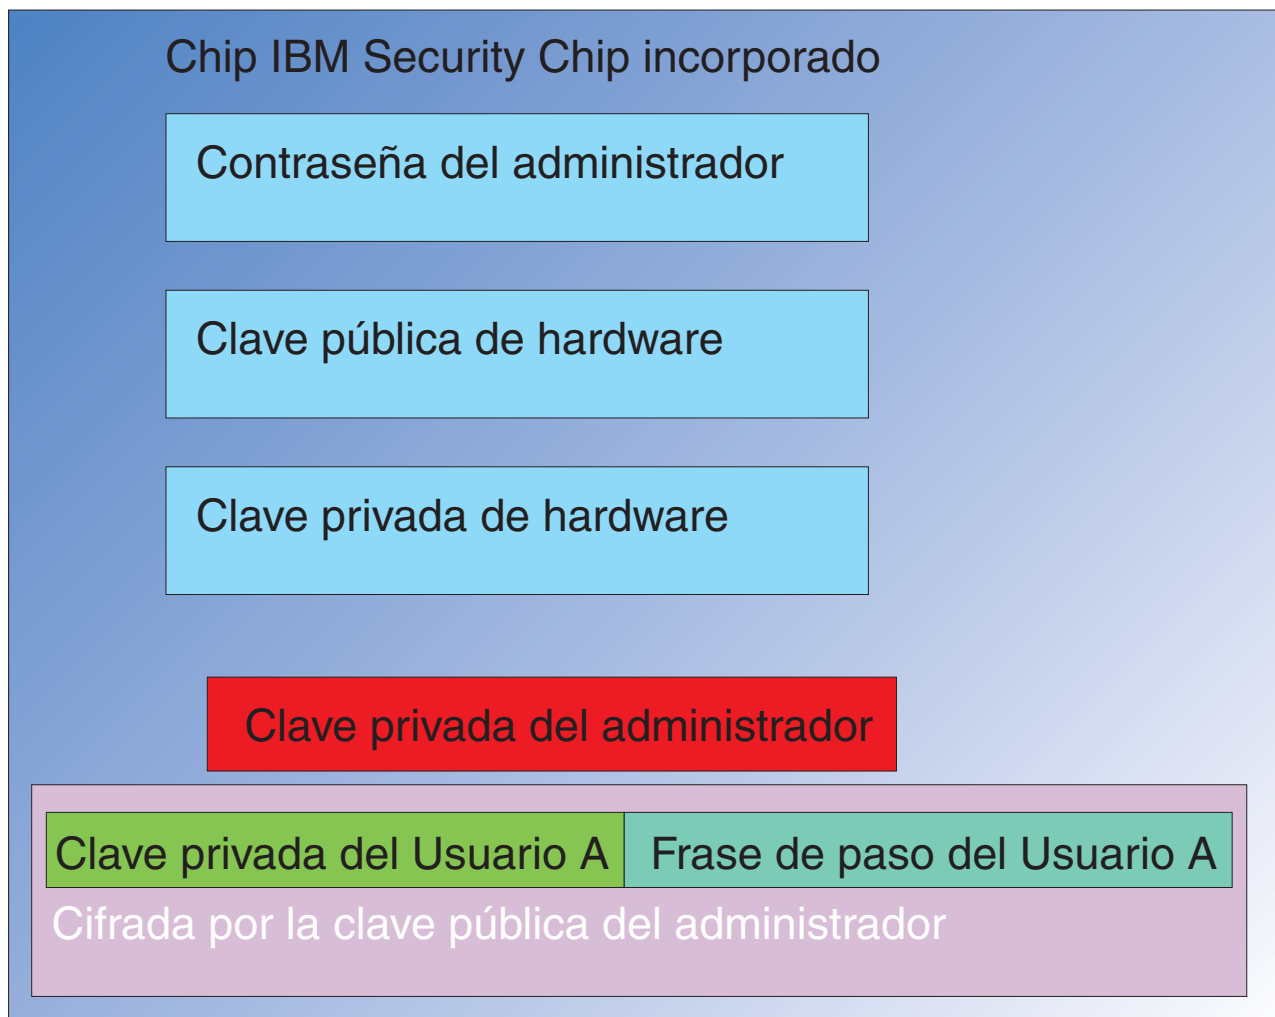 Chip IBM Security Chip incorporado
Contraseña del administrador
Clave pública de hardware
Clave privada de hardware
Clave privada del administrador
Clave privada del Usuario A
Frase de paso del Usuario A
Cifrada por la clave pública del administrador